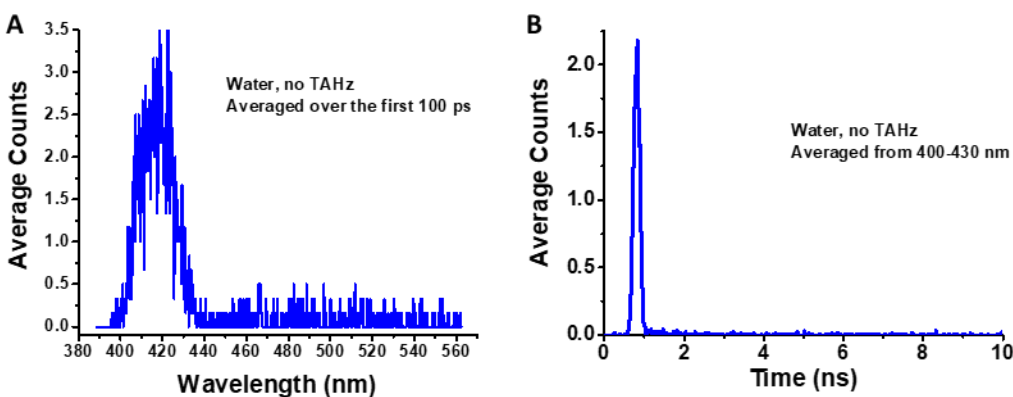 A
Average Counts
3.5
3.0
2.5
2.0
1.5
1.0
0.5
0.0
Water, no TAHz
Averaged over the first 100 ps
380 400 420 440 460 480 500 520 540 560
Wavelength (nm)
B
Average Counts
2.0
1.5
1.0
0.5
0.0
Water, no TAHz
Averaged from 400-430 nm
0 2 4 6 8 10
Time (ns)